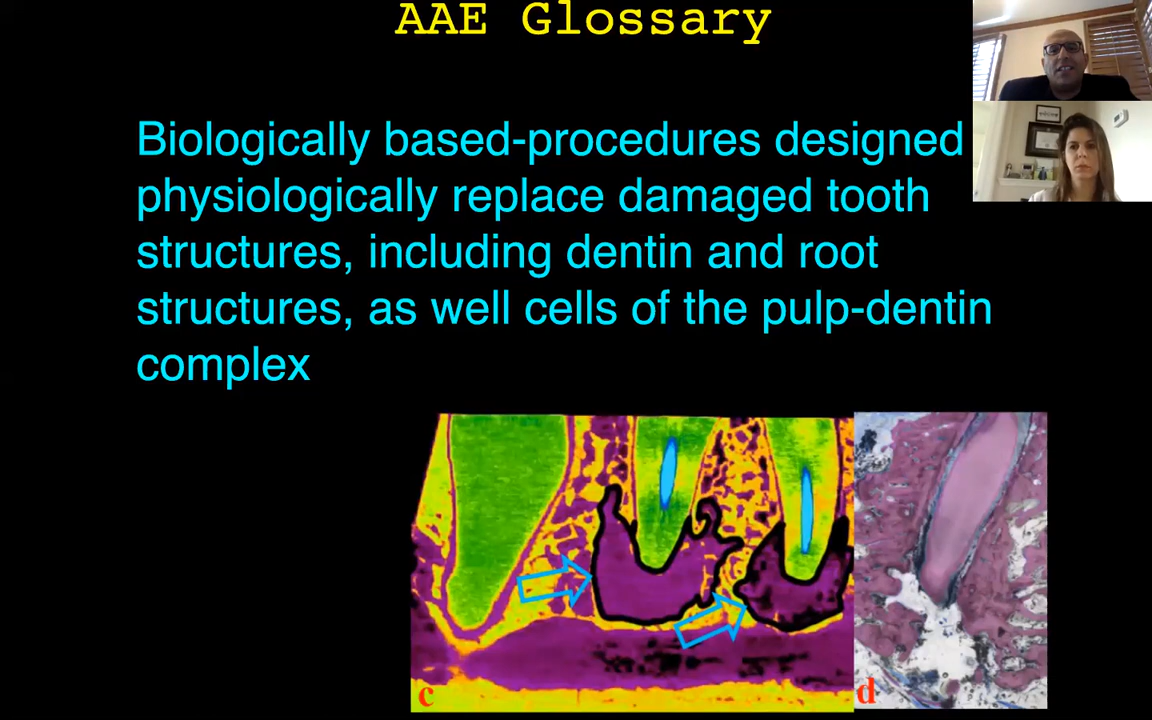 AAE Glossary
Biologically based-procedures designed
physiologically replace damaged tooth
structures, including dentin and root
structures, as well cells of the pulp-dentin
complex
c
d